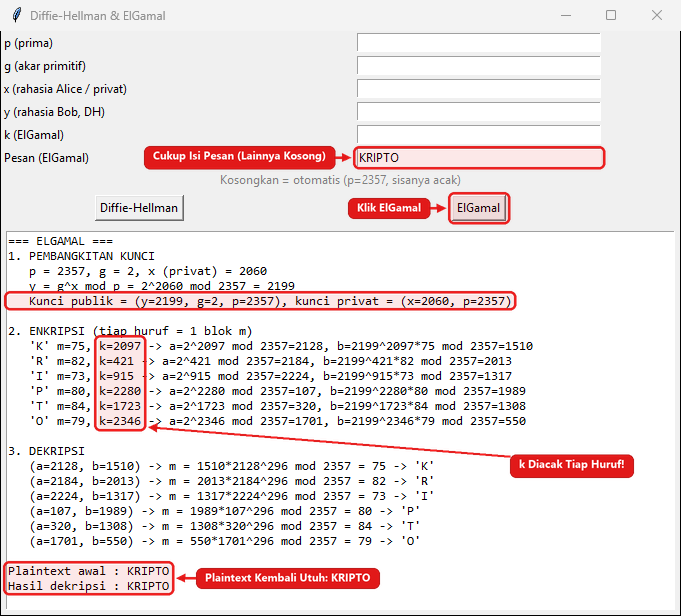 Diffie-Hellman & ElGamal
p (prima)
g (akar primitif)
x (rahasia Alice / privat)
y (rahasia Bob, DH)
k (ElGamal)
Pesan (ElGamal) Cukup Isi Pesan (Lainnya Kosong) KRIPTO
Kosongkan = otomatis (p=2357, sisanya acak)
Diffie-Hellman Klik ElGamal ElGamal
=== ELGAMAL ===
1. PEMBANGKITAN KUNCI
p = 2357, g = 2, x (privat) = 2060
y = g^x mod p = 2^2060 mod 2357 = 2199
Kunci publik = (y=2199, g=2, p=2357), kunci privat = (x=2060, p=2357)
2. ENKRIPSI (tiap huruf = 1 blok m)
'K' m=75, k=2097 -> a=2^2097 mod 2357=2128, b=2199^2097*75 mod 2357=1510
'R' m=82, k=421 -> a=2^421 mod 2357=2184, b=2199^421*82 mod 2357=2013
'I' m=73, k=915 -> a=2^915 mod 2357=2224, b=2199^915*73 mod 2357=1317
'P' m=80, k=2280 -> a=2^2280 mod 2357=107, b=2199^2280*80 mod 2357=1989
'T' m=84, k=1723 -> a=2^1723 mod 2357=320, b=2199^1723*84 mod 2357=1308
'O' m=79, k=2346 -> a=2^2346 mod 2357=1701, b=2199^2346*79 mod 2357=550
3. DEKRIPSI
k Diacak Tiap Huruf!
(a=2128, b=1510) -> m = 1510*2128^296 mod 2357 = 75 -> 'K'
(a=2184, b=2013) -> m = 2013*2184^296 mod 2357 = 82 -> 'R'
(a=2224, b=1317) -> m = 1317*2224^296 mod 2357 = 73 -> 'I'
(a=107, b=1989) -> m = 1989*107^296 mod 2357 = 80 -> 'P'
(a=320, b=1308) -> m = 1308*320^296 mod 2357 = 84 -> 'T'
(a=1701, b=550) -> m = 550*1701^296 mod 2357 = 79 -> 'O'
Plaintext awal : KRIPTO
Hasil dekripsi : KRIPTO
Plaintext Kembali Utuh: KRIPTO